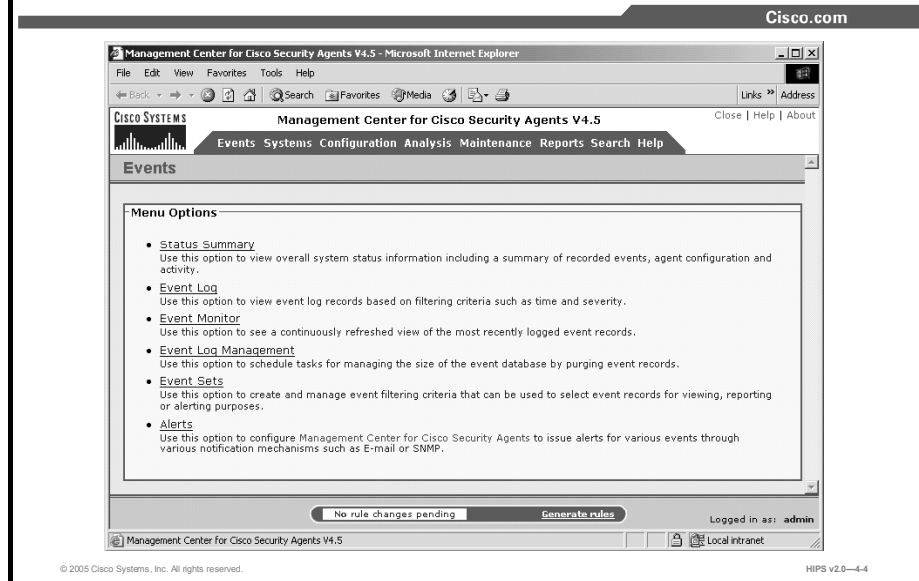 Cisco.com
Management Center for Cisco Security Agents V4.5 - Microsoft Internet Explorer
File Edit View Favorites Tools Help
Back Search Favorites Media Links » Address
CISCO SYSTEMS
Management Center for Cisco Security Agents V4.5
Close | Help | About
Events Systems Configuration Analysis Maintenance Reports Search Help
Events
Menu Options
• Status Summary
Use this option to view overall system status information including a summary of recorded events, agent configuration and
activity.
• Event Log
Use this option to view event log records based on filtering criteria such as time and severity.
• Event Monitor
Use this option to see a continuously refreshed view of the most recently logged event records.
• Event Log Management
Use this option to schedule tasks for managing the size of the event database by purging event records.
• Event Sets
Use this option to create and manage event filtering criteria that can be used to select event records for viewing, reporting
or alerting purposes.
• Alerts
Use this option to configure Management Center for Cisco Security Agents to issue alerts for various events through
various notification mechanisms such as E-mail or SNMP.
No rule changes pending Generate rules
Logged in as: admin
Management Center for Cisco Security Agents V4.5 Local intranet
© 2005 Cisco Systems, Inc. All rights reserved. HIPS v2.0—4-4